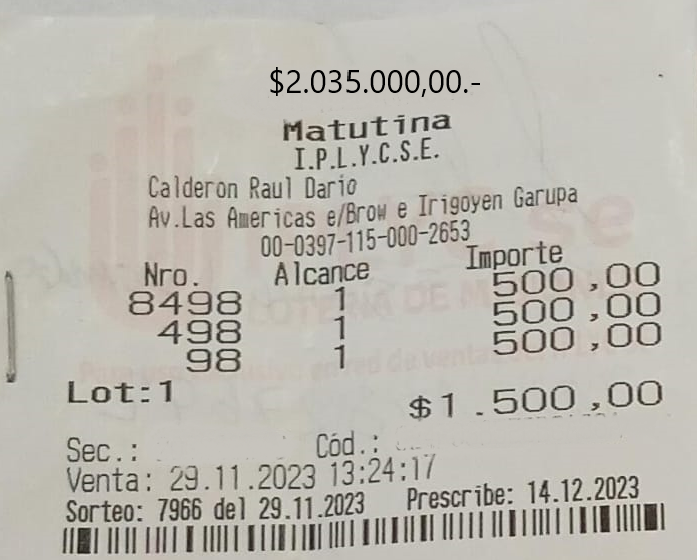 $2.035.000,00.-
Matutina
I.P.L.Y.C.S.E.
Calderon Raul Dario
Av.Las Americas e/Brow e Irigoyen Garupa
00-0397-115-000-2653
Nro. Alcance Importe
8498 1 500,00
498 1 500,00
98 1 500,00
Lot:1 $1.500,00
Sec.: Cód.:
Venta: 29.11.2023 13:24:17
Sorteo: 7966 del 29.11.2023 Prescribe: 14.12.2023